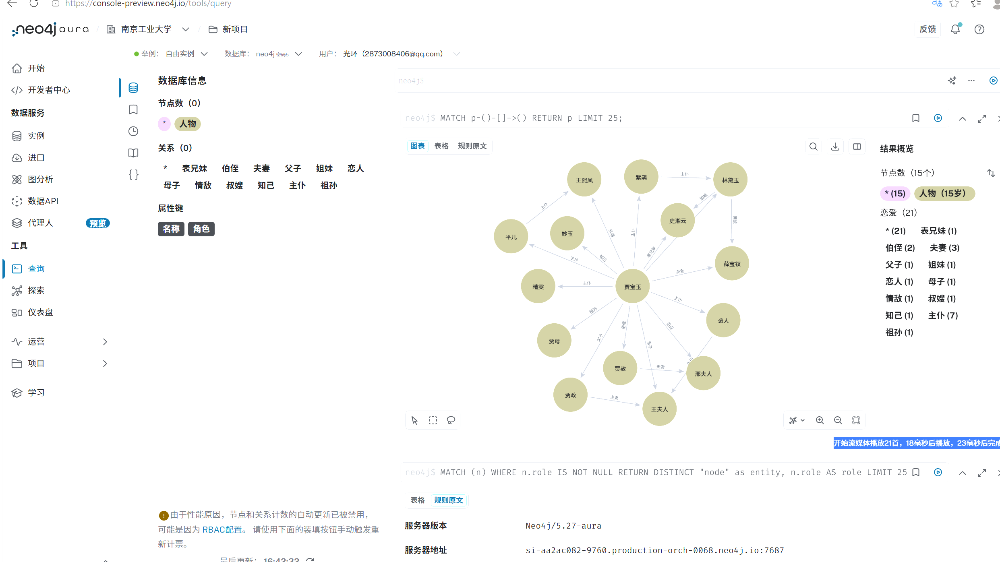 https://console-preview.neo4j.io/tools/query
neo4j aura / 南京工业大学 / 新项目
反馈
举例： 自由实例 数据库： neo4j 密码5 用户： 光环（2873008406@qq.com）
开始
开发者中心
数据服务
实例
进口
图分析
数据API
代理人 预览
工具
查询
探索
仪表盘
运营
项目
学习
数据库信息
节点数（0）
* 人物
关系（0）
* 表兄妹 伯侄 夫妻 父子 姐妹 恋人
母子 情敌 叔嫂 知己 主仆 祖孙
属性键
名称 角色
由于性能原因，节点和关系计数的自动更新已被禁用，
可能是因为 RBAC配置。 请使用下面的装填按钮手动触发重
新计票。
最后更新： 16:42:32
neo4j$
neo4j$ MATCH p=()-[]->() RETURN p LIMIT 25;
图表 表格 规则原文
王熙凤
紫鹃
主仆
林黛玉
姐妹
主仆
史湘云
情敌
平儿
妙玉
叔嫂
主仆
表兄妹
知己
主仆
薛宝钗
夫妻
晴雯
主仆
贾宝玉
主仆
祖孙
袭人
伯侄
伯侄
父子
贾母
母子
主仆
贾赦
夫妻
邢夫人
贾政
夫妻
王夫人
结果概览
节点数（15个）
* (15) 人物（15岁）
恋爱（21）
* (21) 表兄妹 (1)
伯侄 (2) 夫妻 (3)
父子 (1) 姐妹 (1)
恋人 (1) 母子 (1)
情敌 (1) 叔嫂 (1)
知己 (1) 主仆 (7)
祖孙 (1)
开始流媒体播放21首，18毫秒后播放，23毫秒后完成
neo4j$ MATCH (n) WHERE n.role IS NOT NULL RETURN DISTINCT "node" as entity, n.role AS role LIMIT 25
表格 规则原文
服务器版本 Neo4j/5.27-aura
服务器地址 si-aa2ac082-9760.production-orch-0068.neo4j.io:7687